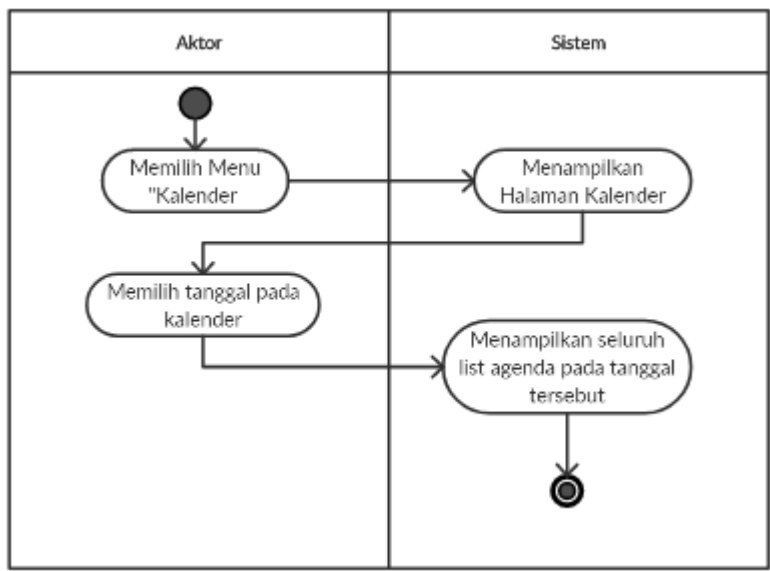 Aktor
Sistem
Memilih Menu
"Kalender
Menampilkan
Halaman Kalender
Memilih tanggal pada
kalender
Menampilkan seluruh
list agenda pada tanggal
tersebut